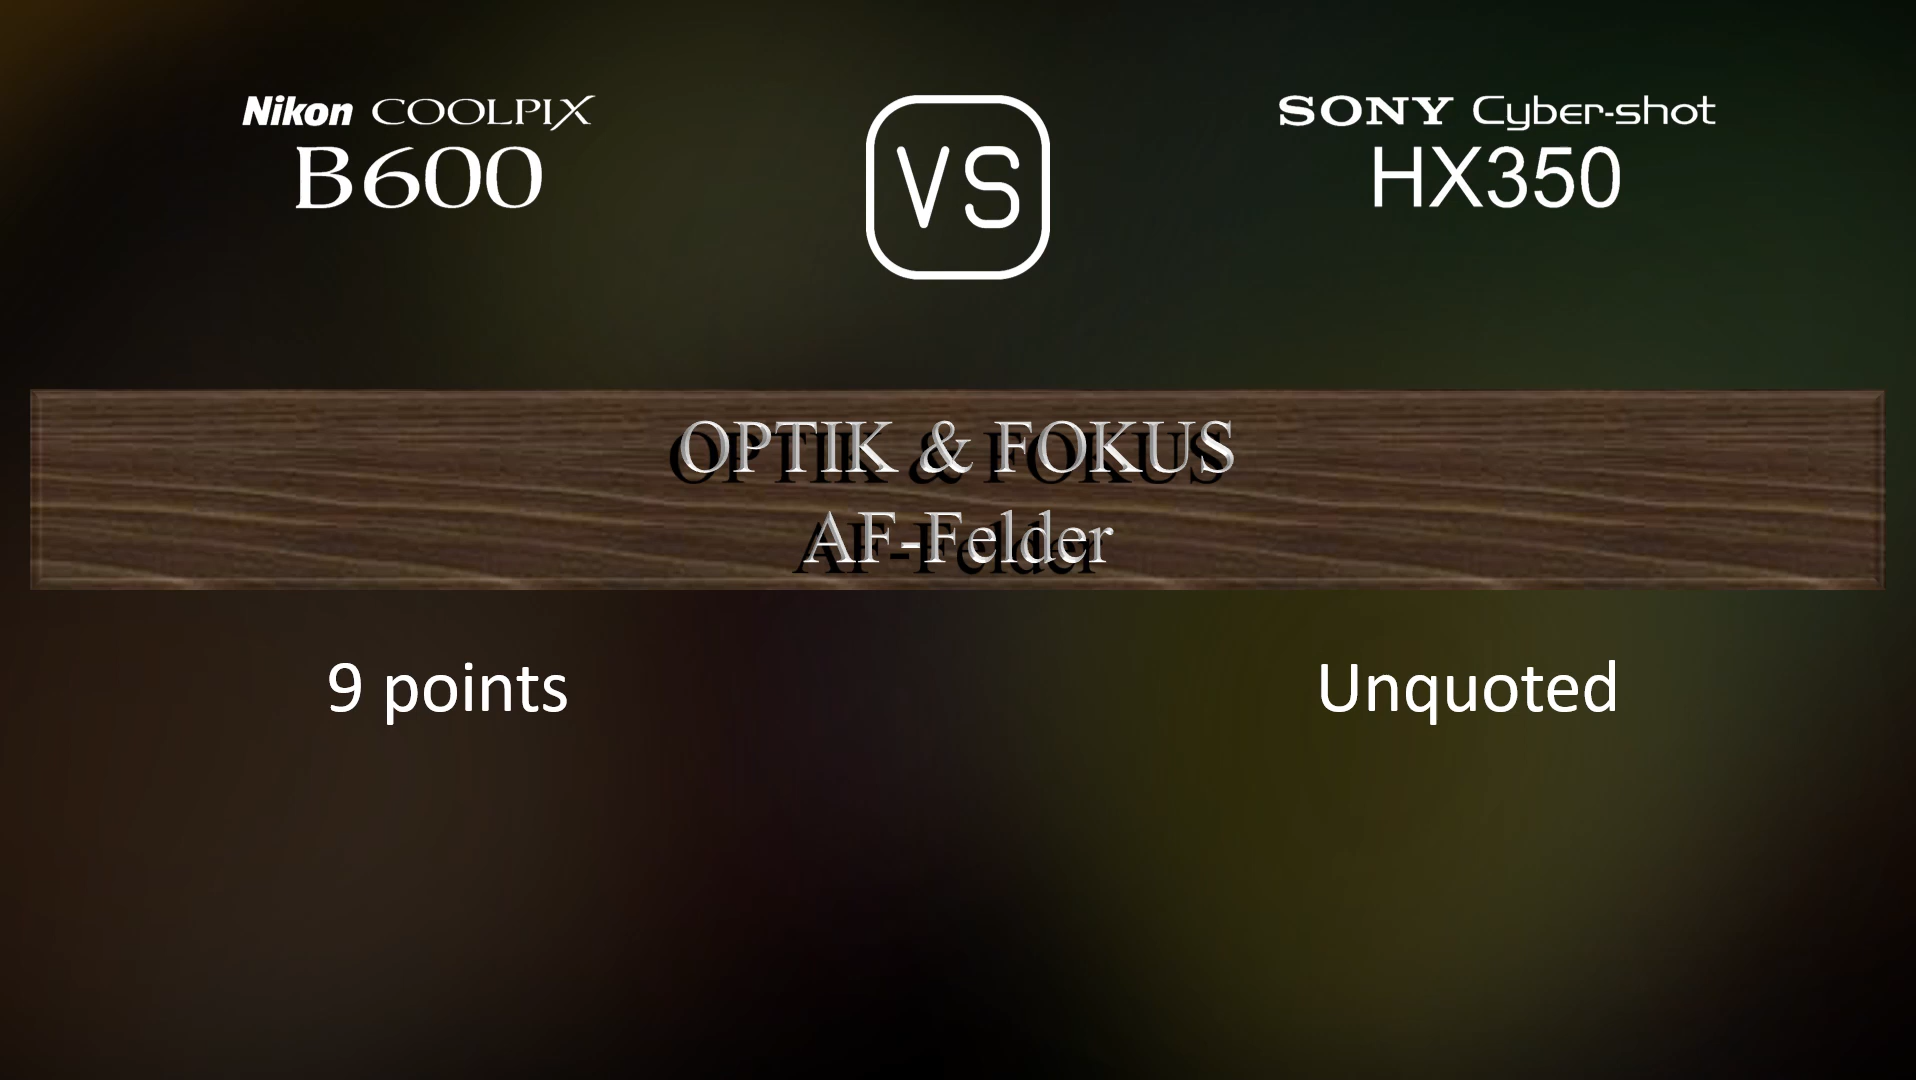 Nikon COOLPIX
B600
VS
SONY Cyber-shot
HX350
OPTIK & FOKUS
AF-Felder
9 points
Unquoted